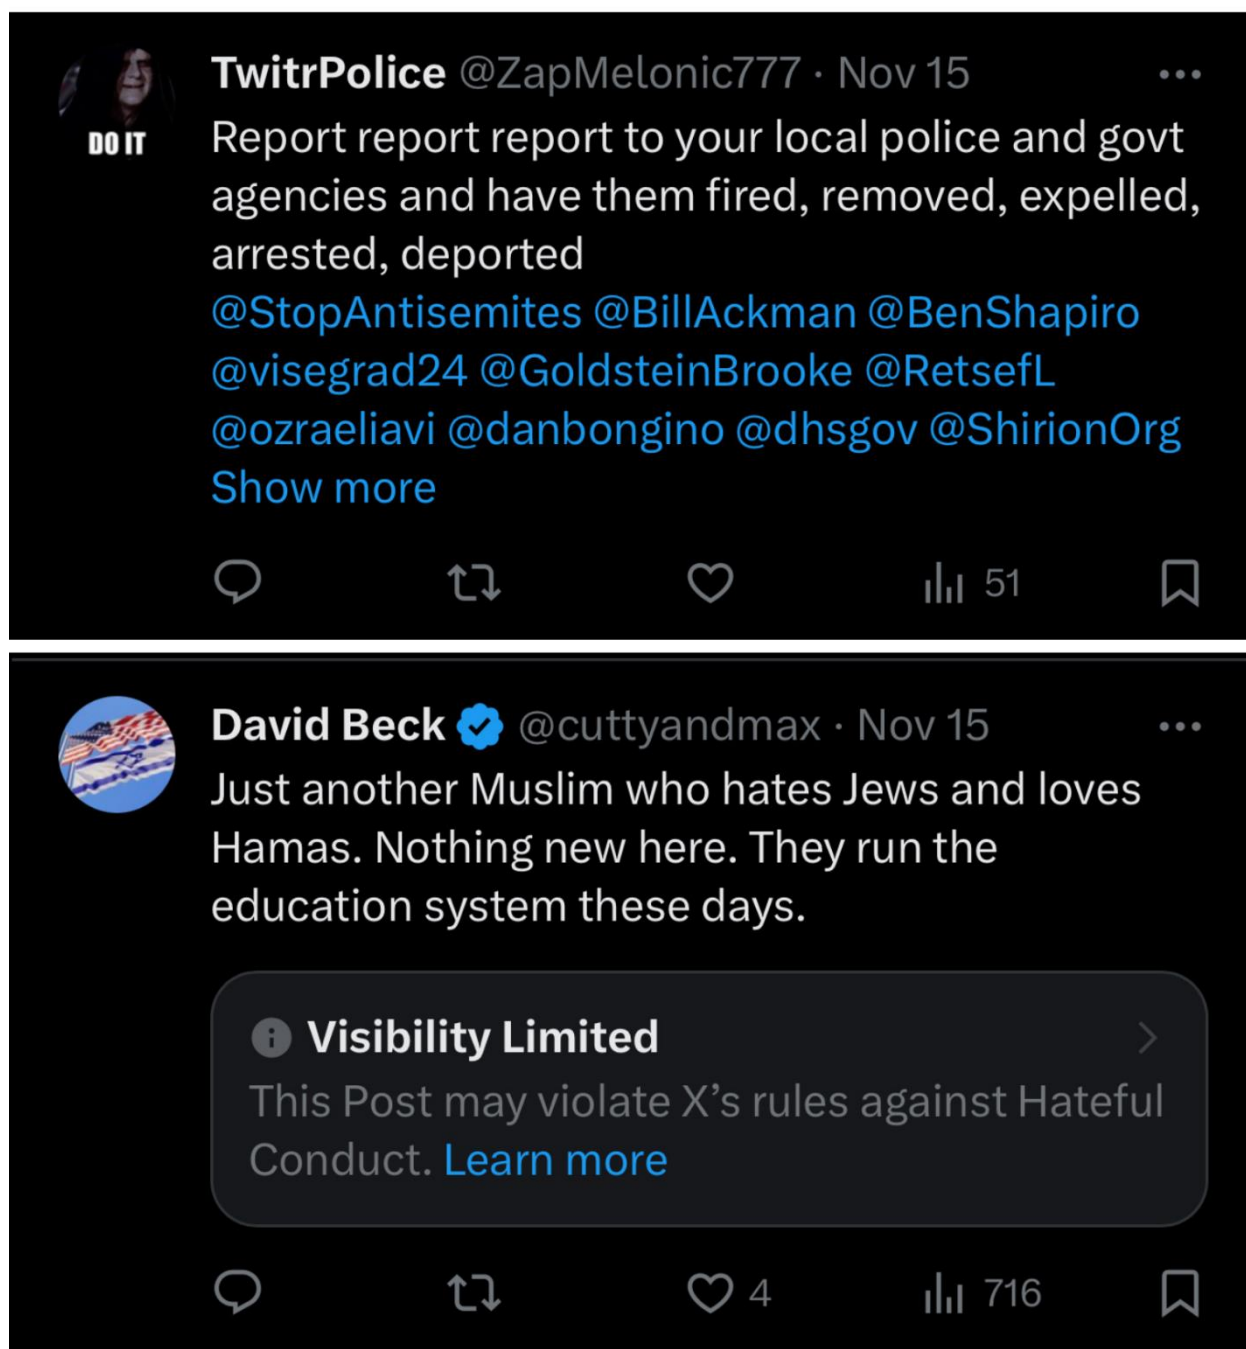 TwitrPolice @ZapMelonic777 · Nov 15
DO IT
Report report report to your local police and govt
agencies and have them fired, removed, expelled,
arrested, deported
@StopAntisemites @BillAckman @BenShapiro
@visegrad24 @GoldsteinBrooke @RetsefL
@ozraeliavi @danbongino @dhsgov @ShirionOrg
Show more
51
David Beck @cuttyandmax · Nov 15
Just another Muslim who hates Jews and loves
Hamas. Nothing new here. They run the
education system these days.
Visibility Limited
This Post may violate X’s rules against Hateful
Conduct. Learn more
4 716